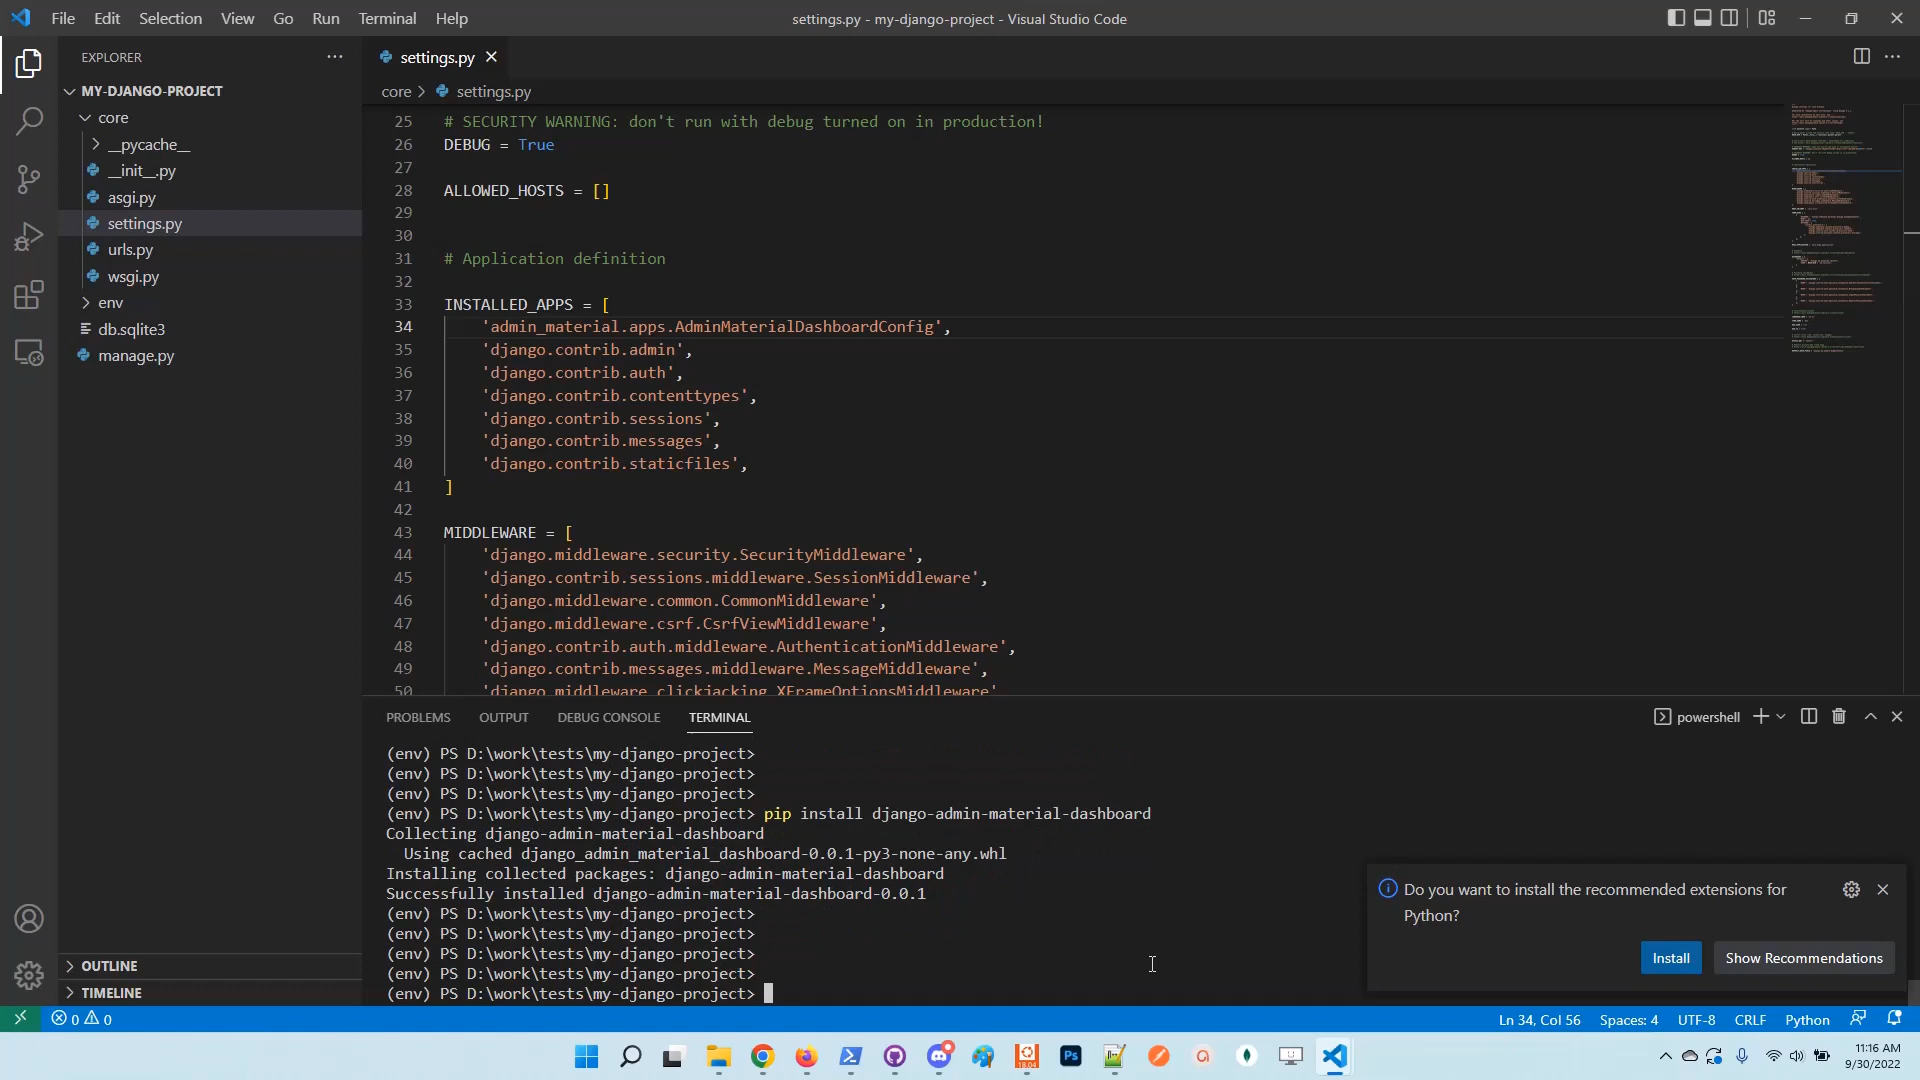 File Edit Selection View Go Run Terminal Help
settings.py - my-django-project - Visual Studio Code
EXPLORER
MY-DJANGO-PROJECT
core
__pycache__
__init__.py
asgi.py
settings.py
urls.py
wsgi.py
env
db.sqlite3
manage.py
OUTLINE
TIMELINE
settings.py
core > settings.py
25 # SECURITY WARNING: don't run with debug turned on in production!
26 DEBUG = True
27
28 ALLOWED_HOSTS = []
29
30
31 # Application definition
32
33 INSTALLED_APPS = [
34 'admin_material.apps.AdminMaterialDashboardConfig',
35 'django.contrib.admin',
36 'django.contrib.auth',
37 'django.contrib.contenttypes',
38 'django.contrib.sessions',
39 'django.contrib.messages',
40 'django.contrib.staticfiles',
41 ]
42
43 MIDDLEWARE = [
44 'django.middleware.security.SecurityMiddleware',
45 'django.contrib.sessions.middleware.SessionMiddleware',
46 'django.middleware.common.CommonMiddleware',
47 'django.middleware.csrf.CsrfViewMiddleware',
48 'django.contrib.auth.middleware.AuthenticationMiddleware',
49 'django.contrib.messages.middleware.MessageMiddleware',
50 'django.middleware.clickjacking.XFrameOptionsMiddleware'
PROBLEMS OUTPUT DEBUG CONSOLE TERMINAL
powershell
(env) PS D:\work\tests\my-django-project>
(env) PS D:\work\tests\my-django-project>
(env) PS D:\work\tests\my-django-project>
(env) PS D:\work\tests\my-django-project> pip install django-admin-material-dashboard
Collecting django-admin-material-dashboard
Using cached django_admin_material_dashboard-0.0.1-py3-none-any.whl
Installing collected packages: django-admin-material-dashboard
Successfully installed django-admin-material-dashboard-0.0.1
(env) PS D:\work\tests\my-django-project>
(env) PS D:\work\tests\my-django-project>
(env) PS D:\work\tests\my-django-project>
(env) PS D:\work\tests\my-django-project>
(env) PS D:\work\tests\my-django-project>
Do you want to install the recommended extensions for
Python?
Install Show Recommendations
0 0
Ln 34, Col 56 Spaces: 4 UTF-8 CRLF Python
Ps
18.04
11:16 AM
9/30/2022